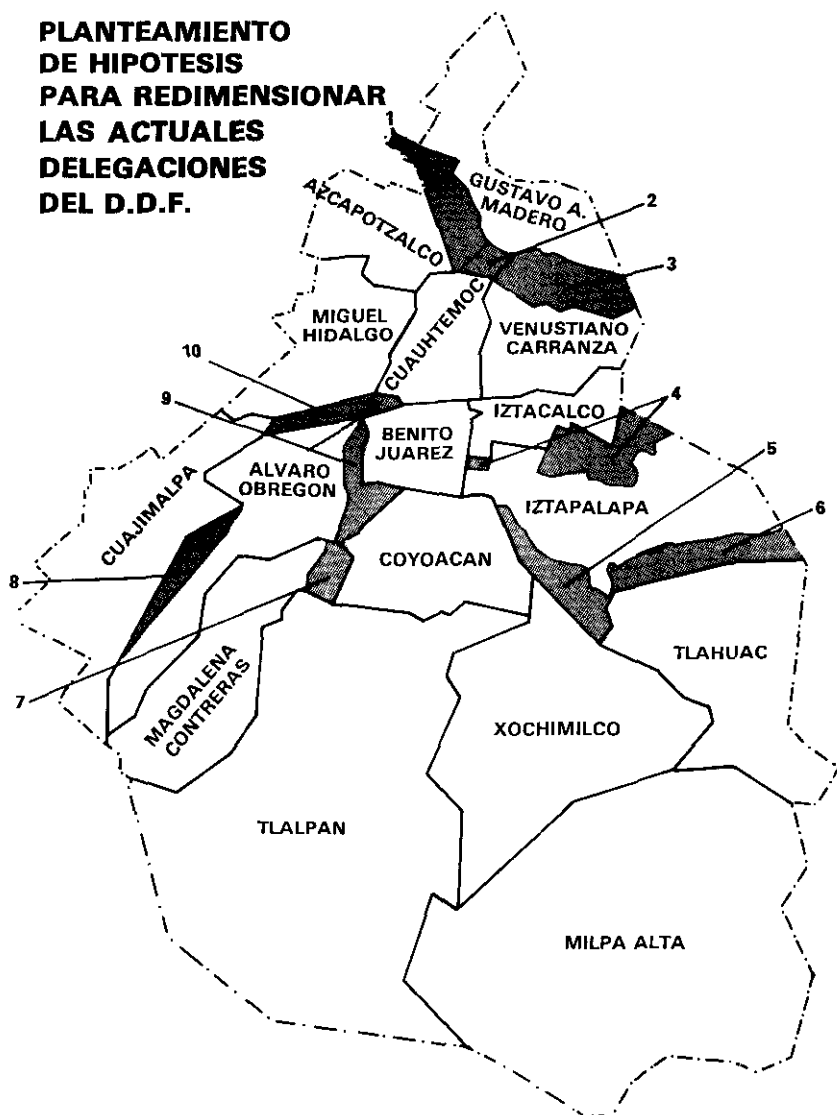 PLANTEAMIENTO
DE HIPOTESIS
PARA REDIMENSIONAR
LAS ACTUALES
DELEGACIONES
DEL D.D.F.
1
GUSTAVO A.
MADERO
2
AZCAPOTZALCO
3
MIGUEL
HIDALGO
CUAUHTEMOC
VENUSTIANO
CARRANZA
10
9
IZTACALCO
4
BENITO
JUAREZ
5
ALVARO
OBREGON
IZTAPALAPA
6
CUAJIMALPA
COYOACAN
8
TLAHUAC
7
MAGDALENA
CONTRERAS
XOCHIMILCO
TLALPAN
MILPA ALTA